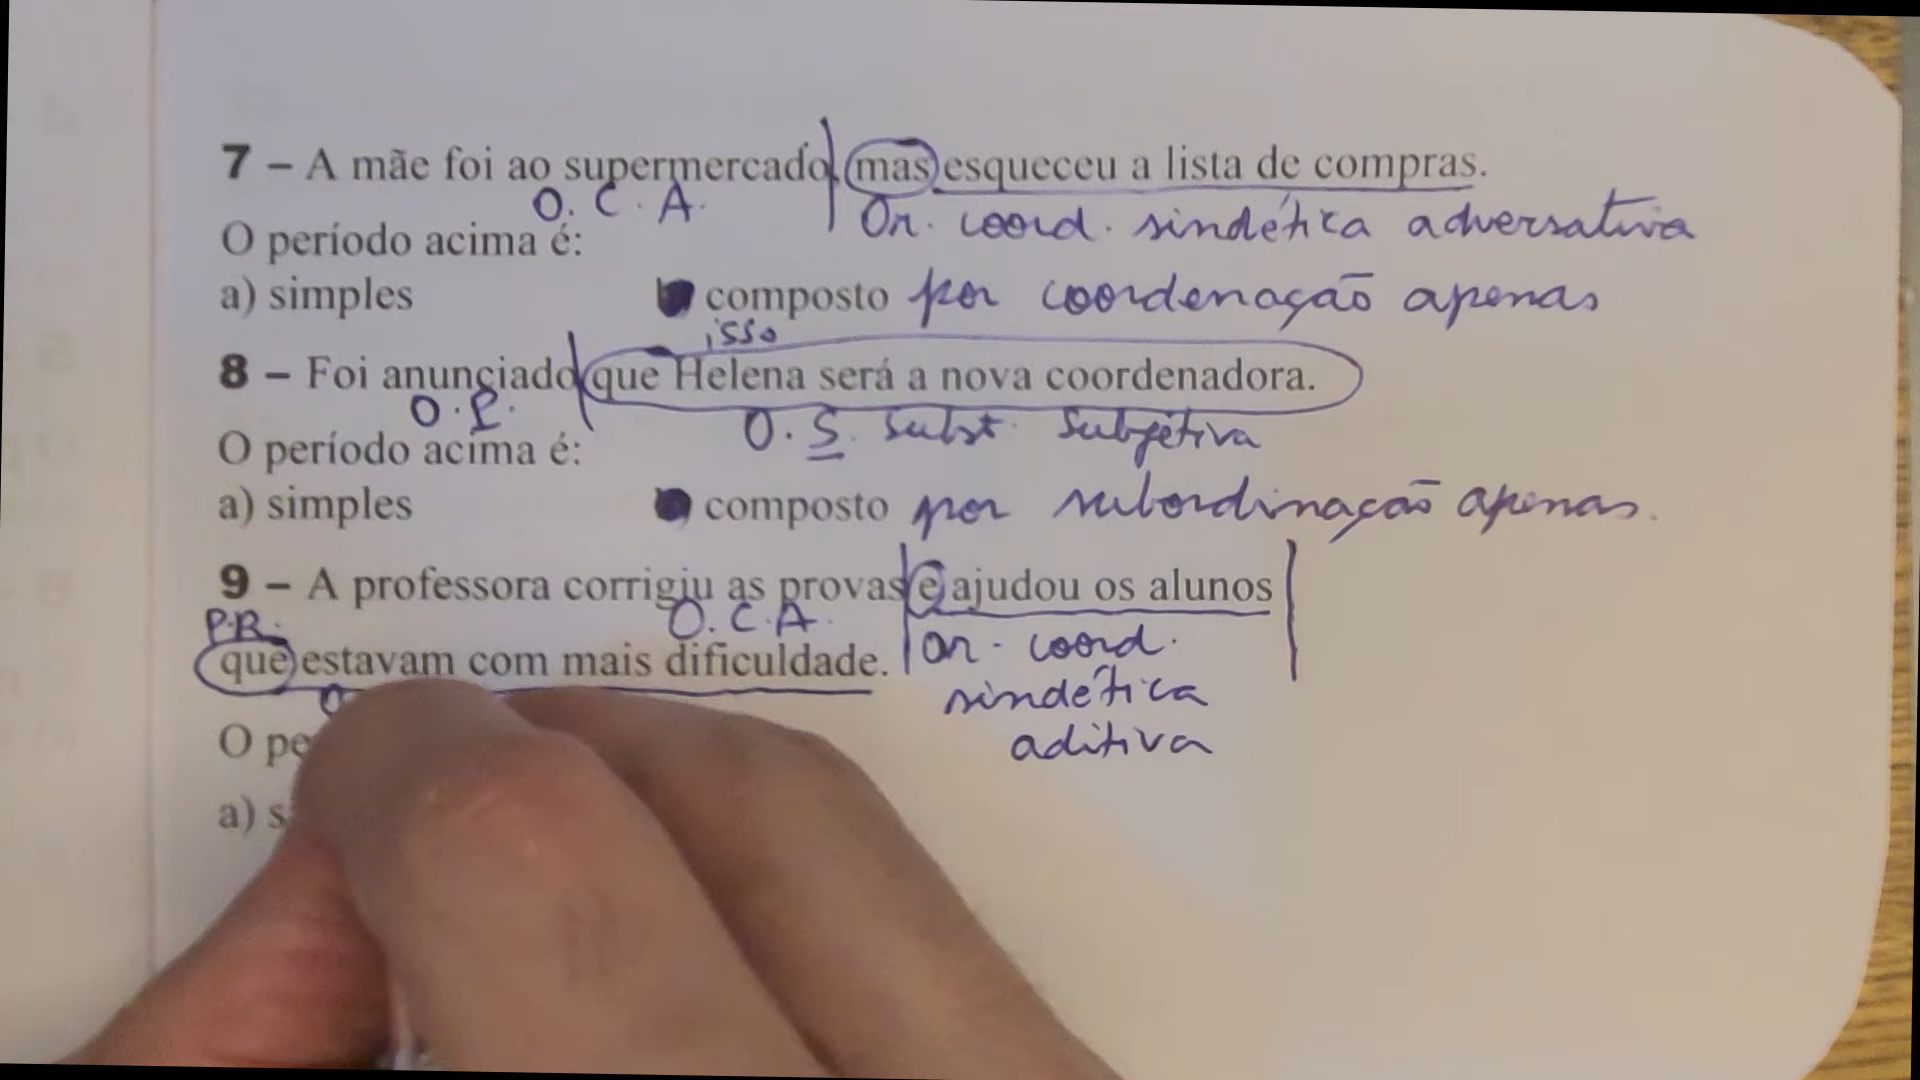 7 – A mãe foi ao supermercado, mas esqueceu a lista de compras.
O. C. A. Or. coord. sindética adversativa
O período acima é:
a) simples composto por coordenação apenas
isso
8 – Foi anunciado que Helena será a nova coordenadora.
O. P. O. S. subst. subjetiva
O período acima é:
a) simples composto por subordinação apenas.
9 – A professora corrigiu as provas e ajudou os alunos
P.R. O. C. A.
que estavam com mais dificuldade. or. coord.
sindética
O
aditiva
a)